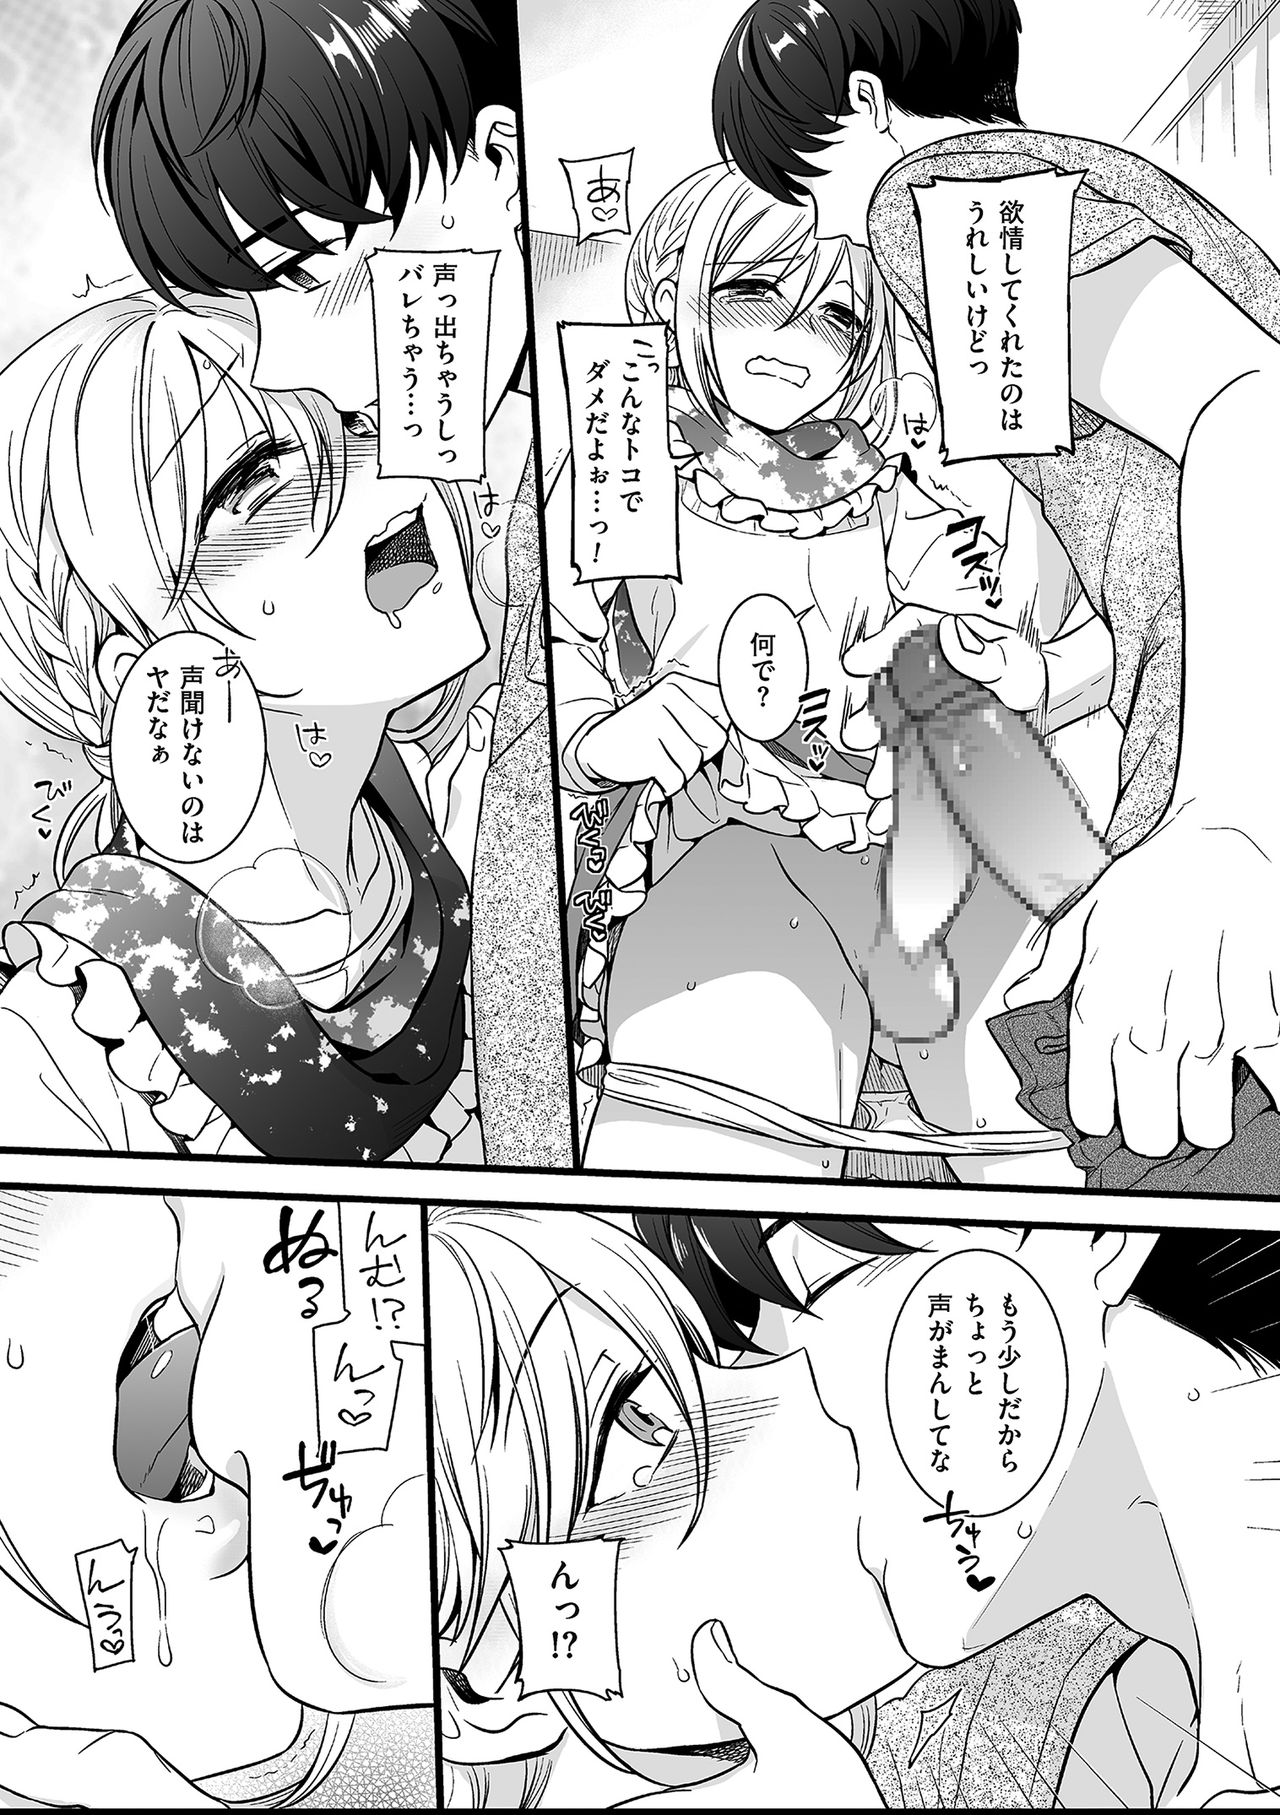 欲情してくれたのは
うれしいけどっ
あ♡
こっこんなトコで
ダメだよぉ…っ！
は♡
コスッ♡
何で？
コスッ♡
びくっ♡
びくっ♡
声っ出ちゃうしっ
バレちゃう…っ
は♡
あー
声聞けないのは
ヤだなぁ
は♡
びく♡
もう少しだから
ちょっと
声がまんしてな
ちゅう♡
んっ!?
んむ!?
ぬる
んっ♡
ぢゅっ♡
んうっ♡